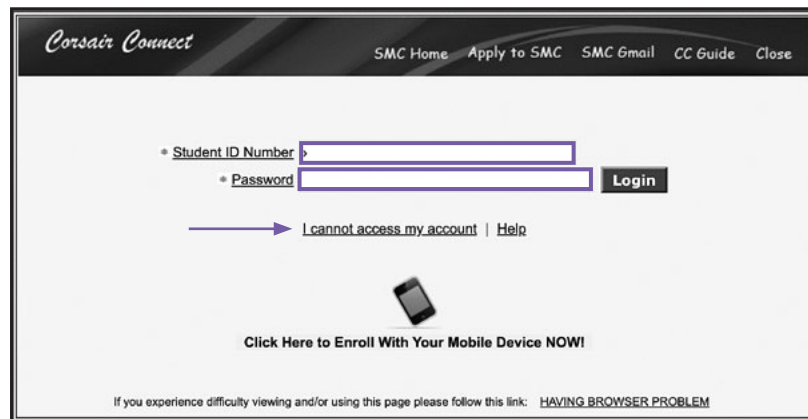 Corsair Connect
SMC Home Apply to SMC SMC Gmail CC Guide Close
* Student ID Number ›
* Password Login
I cannot access my account | Help
Click Here to Enroll With Your Mobile Device NOW!
If you experience difficulty viewing and/or using this page please follow this link: HAVING BROWSER PROBLEM